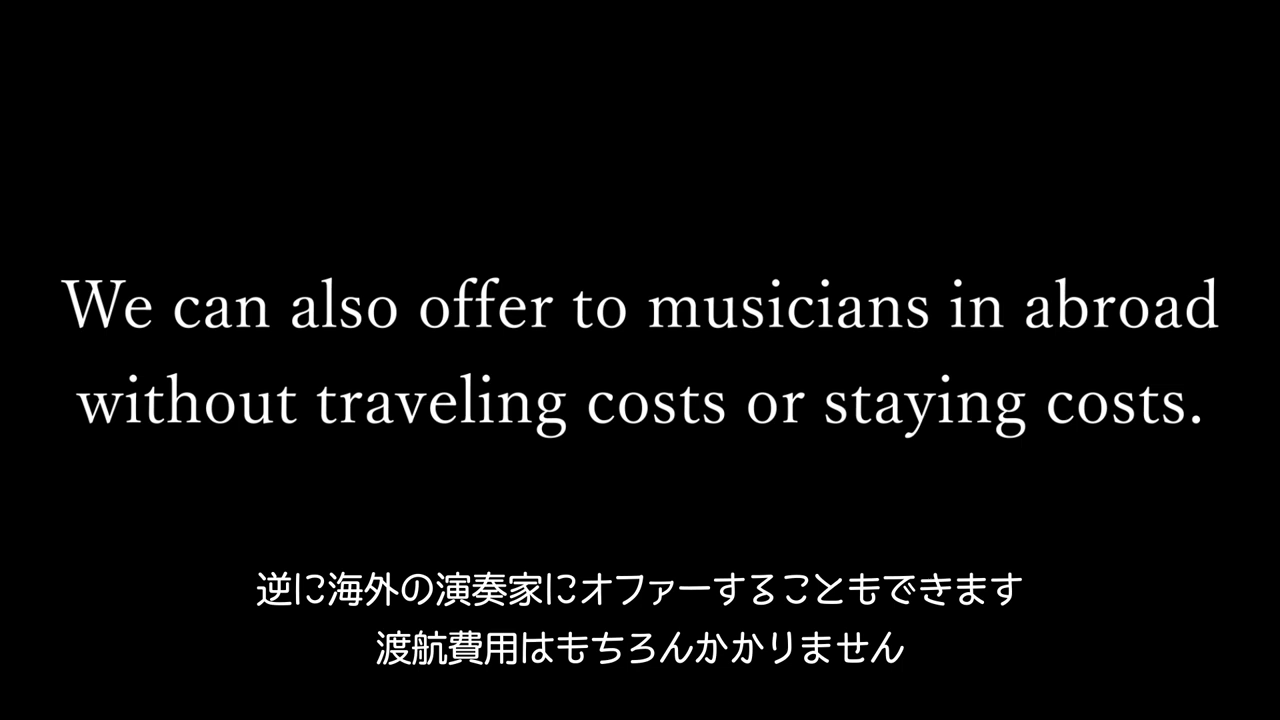 We can also offer to musicians in abroad
without traveling costs or staying costs.
逆に海外の演奏家にオファーすることもできます
渡航費用はもちろんかかりません